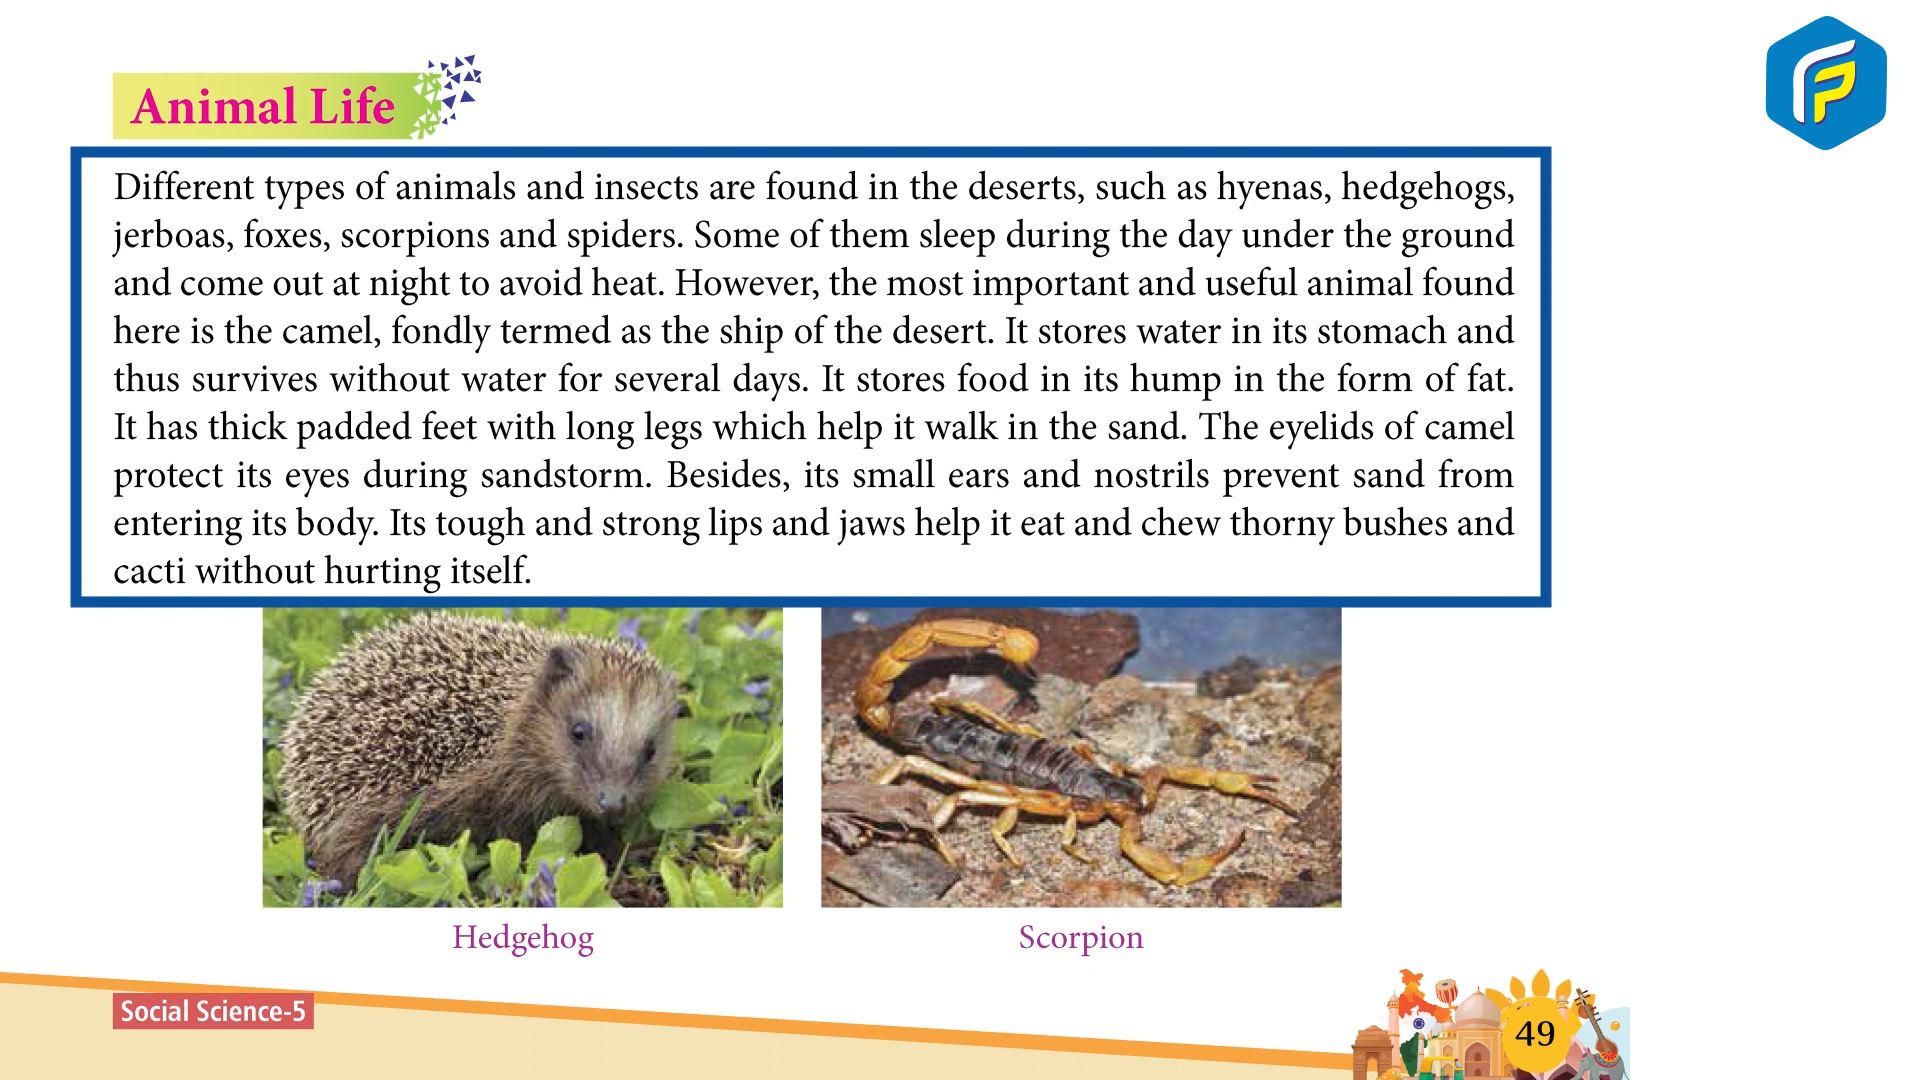 Animal Life
Different types of animals and insects are found in the deserts, such as hyenas, hedgehogs,
jerboas, foxes, scorpions and spiders. Some of them sleep during the day under the ground
and come out at night to avoid heat. However, the most important and useful animal found
here is the camel, fondly termed as the ship of the desert. It stores water in its stomach and
thus survives without water for several days. It stores food in its hump in the form of fat.
It has thick padded feet with long legs which help it walk in the sand. The eyelids of camel
protect its eyes during sandstorm. Besides, its small ears and nostrils prevent sand from
entering its body. Its tough and strong lips and jaws help it eat and chew thorny bushes and
cacti without hurting itself.
Hedgehog
Scorpion
Social Science-5
49